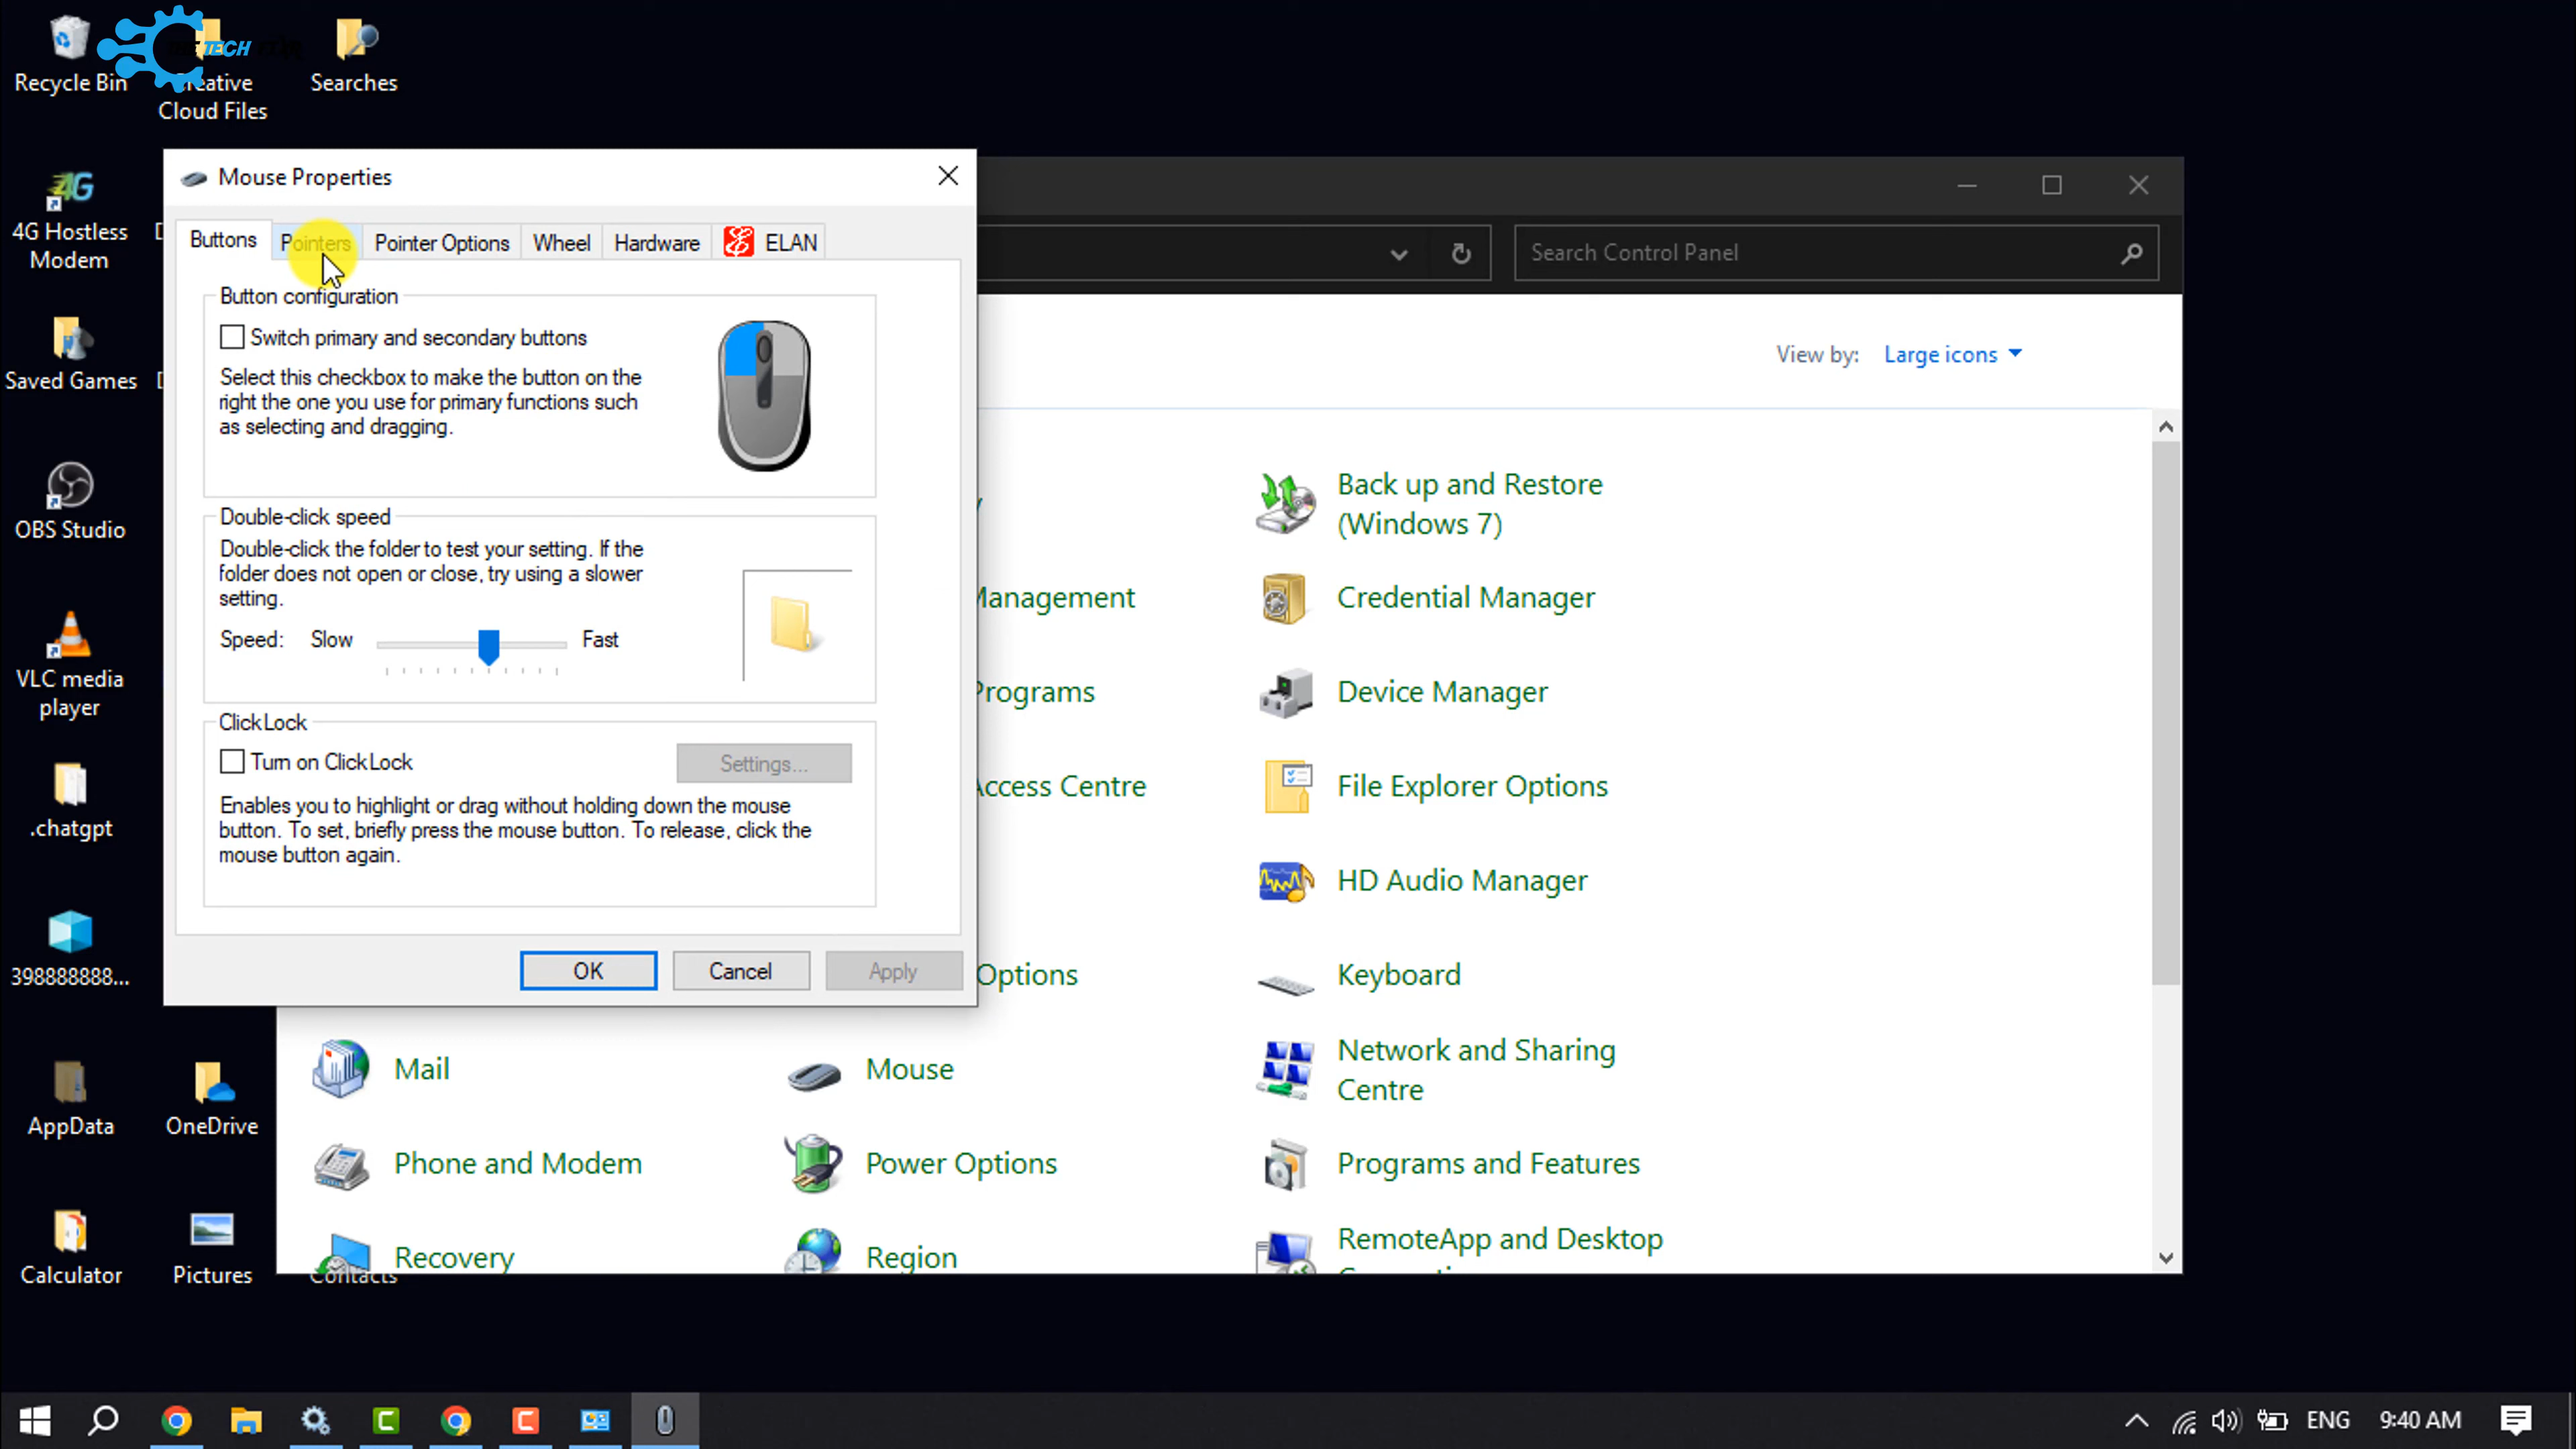 Recycle Bin
TECH
Creative
Cloud Files
Searches
4G
4G Hostless
Modem
Saved Games
OBS Studio
VLC media
player
.chatgpt
398888888...
AppData
OneDrive
Calculator
Pictures
Contacts
Mouse Properties
Buttons
Pointers
Pointer Options
Wheel
Hardware
ELAN
Button configuration
Switch primary and secondary buttons
Select this checkbox to make the button on the
right the one you use for primary functions such
as selecting and dragging.
Double-click speed
Double-click the folder to test your setting. If the
folder does not open or close, try using a slower
setting.
Speed: Slow Fast
ClickLock
Turn on ClickLock
Settings...
Enables you to highlight or drag without holding down the mouse
button. To set, briefly press the mouse button. To release, click the
mouse button again.
OK
Cancel
Apply
Search Control Panel
View by: Large icons
Back up and Restore
(Windows 7)
Management
Credential Manager
Programs
Device Manager
Access Centre
File Explorer Options
HD Audio Manager
Options
Keyboard
Mail
Mouse
Network and Sharing
Centre
Phone and Modem
Power Options
Programs and Features
Recovery
Region
RemoteApp and Desktop
ENG
9:40 AM